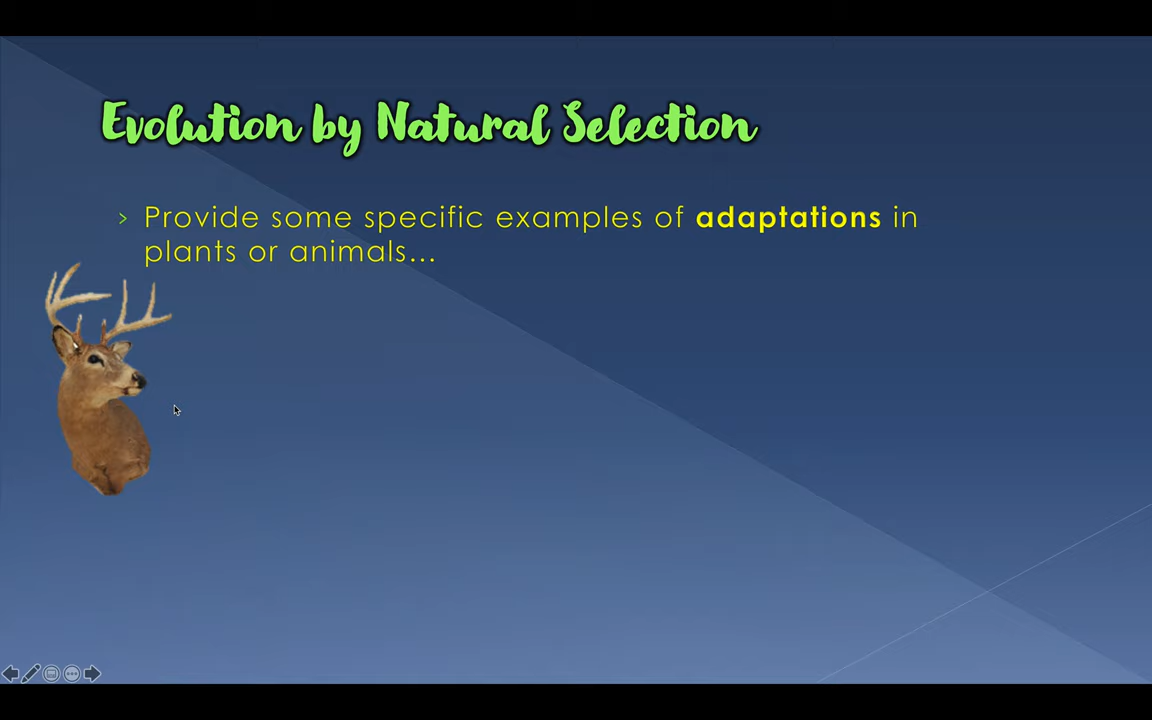 Evolution by Natural Selection
› Provide some specific examples of adaptations in
plants or animals...